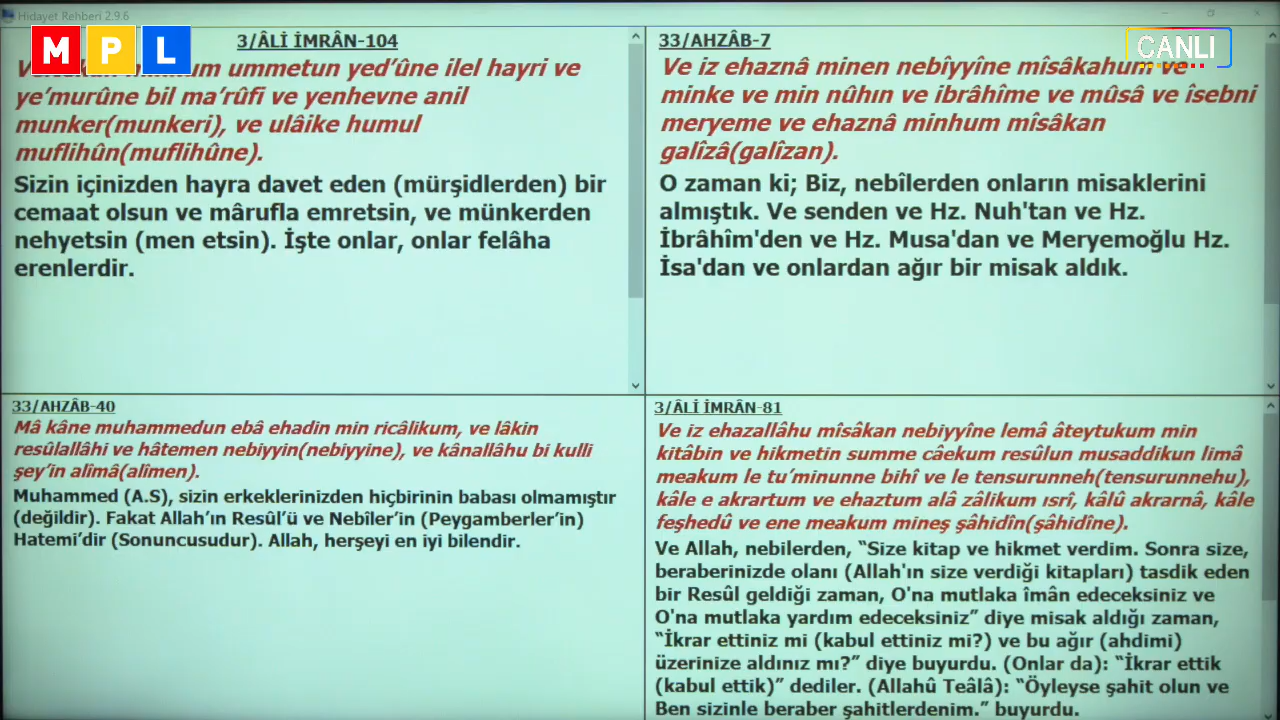 Hidayet Rehberi 2.9.6
MPL
CANLI
3/ÂLİ İMRÂN-104
ummetun yed’ûne ilel hayri ve
ye’murûne bil ma’rûfi ve yenhevne anil
munker(munkeri), ve ulâike humul
muflihûn(muflihûne).
Sizin içinizden hayra davet eden (mürşidlerden) bir
cemaat olsun ve mârufla emretsin, ve münkerden
nehyetsin (men etsin). İşte onlar, onlar felâha
erenlerdir.
33/AHZÂB-7
Ve iz ehaznâ minen nebîyyîne mîsâkahum ve
minke ve min nûhın ve ibrâhîme ve mûsâ ve îsebni
meryeme ve ehaznâ minhum mîsâkan
galîzâ(galîzan).
O zaman ki; Biz, nebîlerden onların misaklerini
almıştık. Ve senden ve Hz. Nuh'tan ve Hz.
İbrâhîm'den ve Hz. Musa'dan ve Meryemoğlu Hz.
İsa'dan ve onlardan ağır bir misak aldık.
33/AHZÂB-40
Mâ kâne muhammedun ebâ ehadin min ricâlikum, ve lâkin
resûlallâhi ve hâtemen nebiyyin(nebiyyine), ve kânallâhu bi kulli
şey’in alîmâ(alîmen).
Muhammed (A.S), sizin erkeklerinizden hiçbirinin babası olmamıştır
(değildir). Fakat Allah’ın Resûl’ü ve Nebîler’in (Peygamberler’in)
Hatemi’dir (Sonuncusudur). Allah, herşeyi en iyi bilendir.
3/ÂLİ İMRÂN-81
Ve iz ehazallâhu mîsâkan nebiyyîne lemâ âteytukum min
kitâbin ve hikmetin summe câekum resûlun musaddikun limâ
meakum le tu’minunne bihî ve le tensurunneh(tensurunnehu),
kâle e akrartum ve ehaztum alâ zâlikum ısrî, kâlû akrarnâ, kâle
feşhedû ve ene meakum mineş şâhidîn(şâhidîne).
Ve Allah, nebilerden, “Size kitap ve hikmet verdim. Sonra size,
beraberinizde olanı (Allah'ın size verdiği kitapları) tasdik eden
bir Resûl geldiği zaman, O'na mutlaka îmân edeceksiniz ve
O'na mutlaka yardım edeceksiniz” diye misak aldığı zaman,
“İkrar ettiniz mi (kabul ettiniz mi?) ve bu ağır (ahdimi)
üzerinize aldınız mı?” diye buyurdu. (Onlar da): “İkrar ettik
(kabul ettik)” dediler. (Allahû Teâlâ): “Öyleyse şahit olun ve
Ben sizinle beraber şahitlerdenim.” buyurdu.